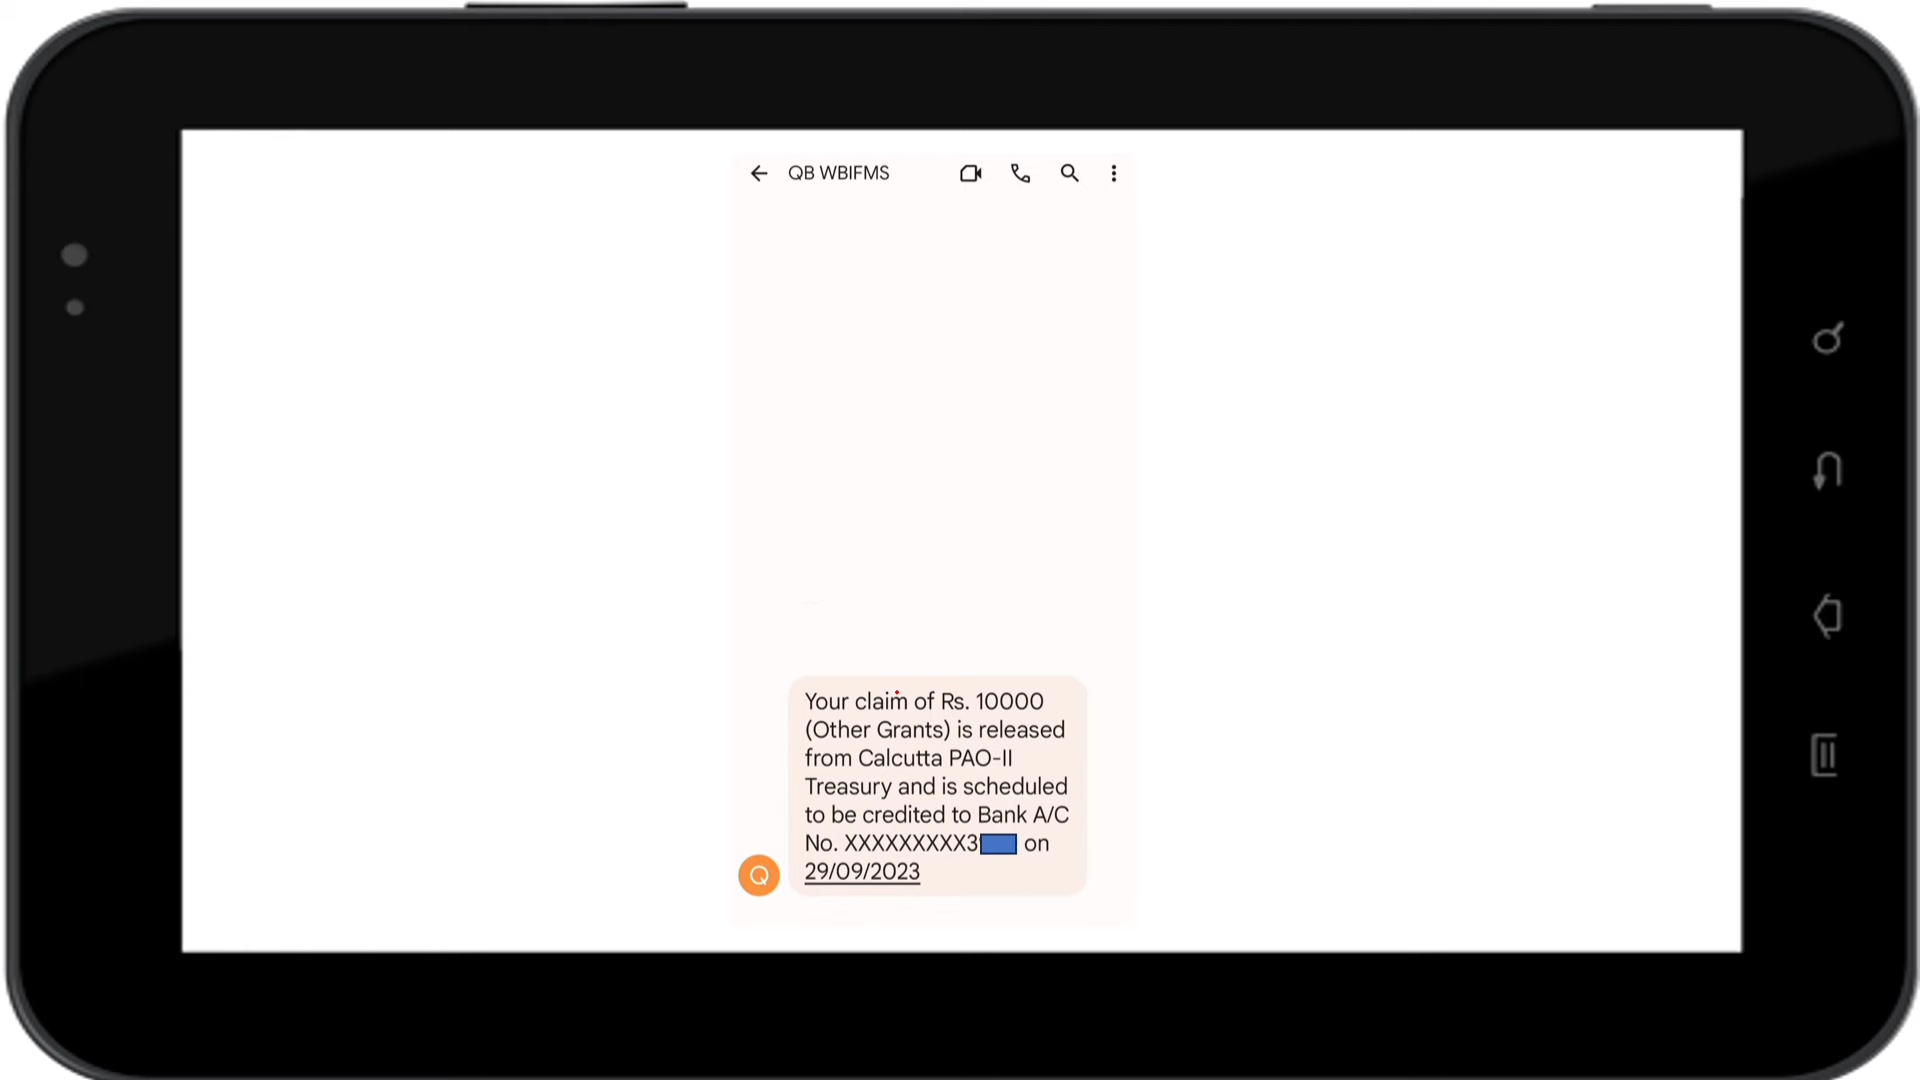 QB WBIFMS
Your claim of Rs. 10000
(Other Grants) is released
from Calcutta PAO-II
Treasury and is scheduled
to be credited to Bank A/C
No. XXXXXXXXX3 on
29/09/2023
Q